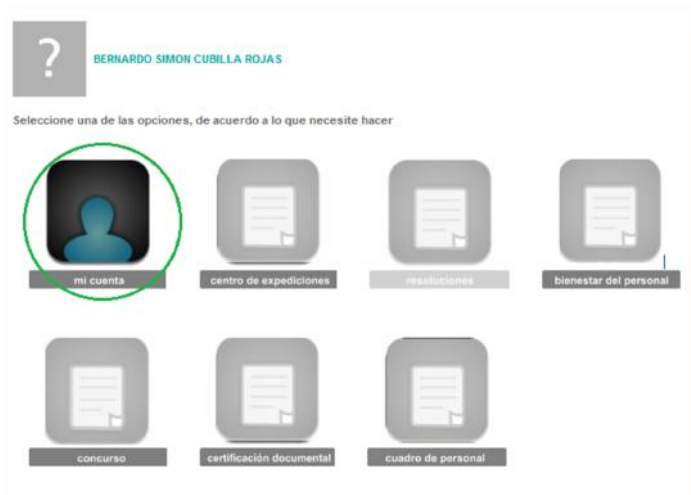 ?
BERNARDO SIMON CUBILLA ROJAS
Seleccione una de las opciones, de acuerdo a lo que necesite hacer
mi cuenta
centro de expediciones
resoluciones
bienestar del personal
concurso
certificación documental
cuadro de personal